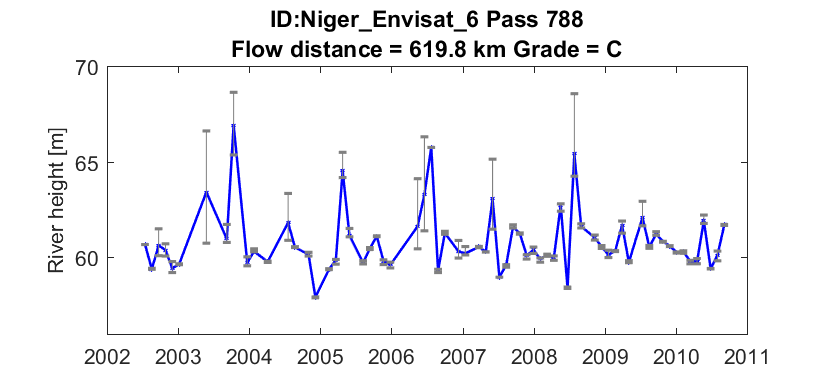 ID:Niger_Envisat_6 Pass 788
Flow distance = 619.8 km Grade = C
River height [m]
70
65
60
2002 2003 2004 2005 2006 2007 2008 2009 2010 2011